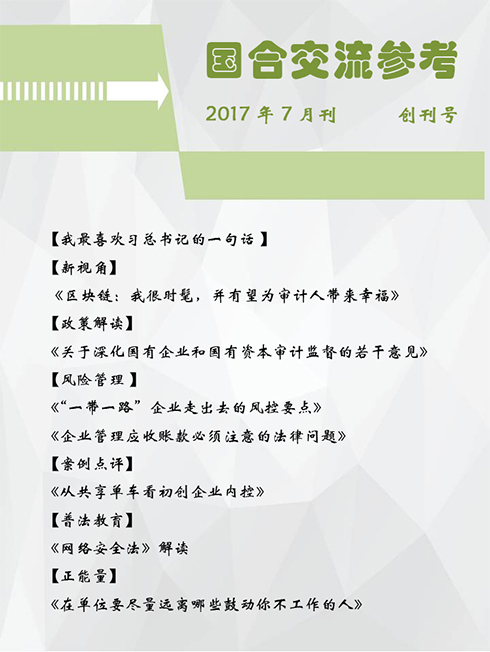 国合交流参考
2017年7月刊 创刊号
【我最喜欢习总书记的一句话】
【新视角】
《区块链：我很时髦，并有望为审计人带来幸福》
【政策解读】
《关于深化国有企业和国有资本审计监督的若干意见》
【风险管理】
《“一带一路”企业走出去的风控要点》
《企业管理应收账款必须注意的法律问题》
【案例点评】
《从共享单车看初创企业内控》
【普法教育】
《网络安全法》解读
【正能量】
《在单位要尽量远离哪些鼓动你不工作的人》